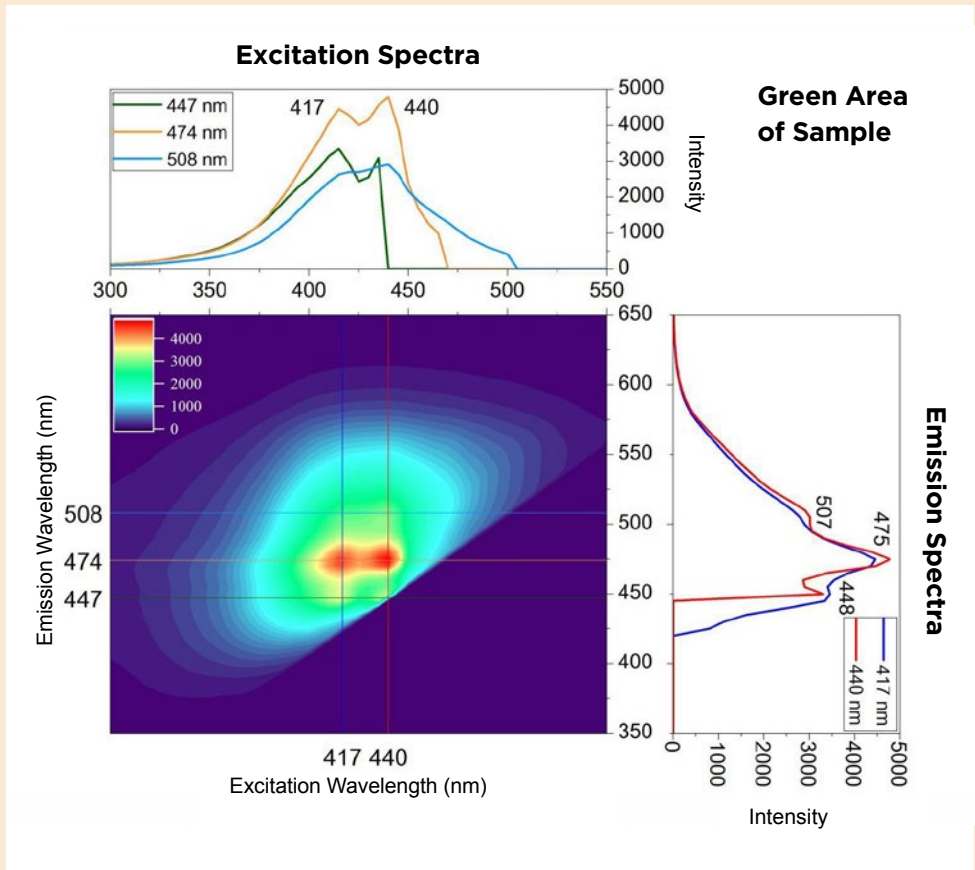 Excitation Spectra
Green Area
of Sample
447 nm
474 nm
508 nm
417
440
5000
4000
3000
2000
1000
0
Intensity
300 350 400 450 500 550
4000
3000
2000
1000
0
Emission Wavelength (nm)
508
474
447
417 440
Excitation Wavelength (nm)
650
600
550
500
450
400
350
507
475
448
417 nm
440 nm
0 1000 2000 3000 4000 5000
Intensity
Emission Spectra